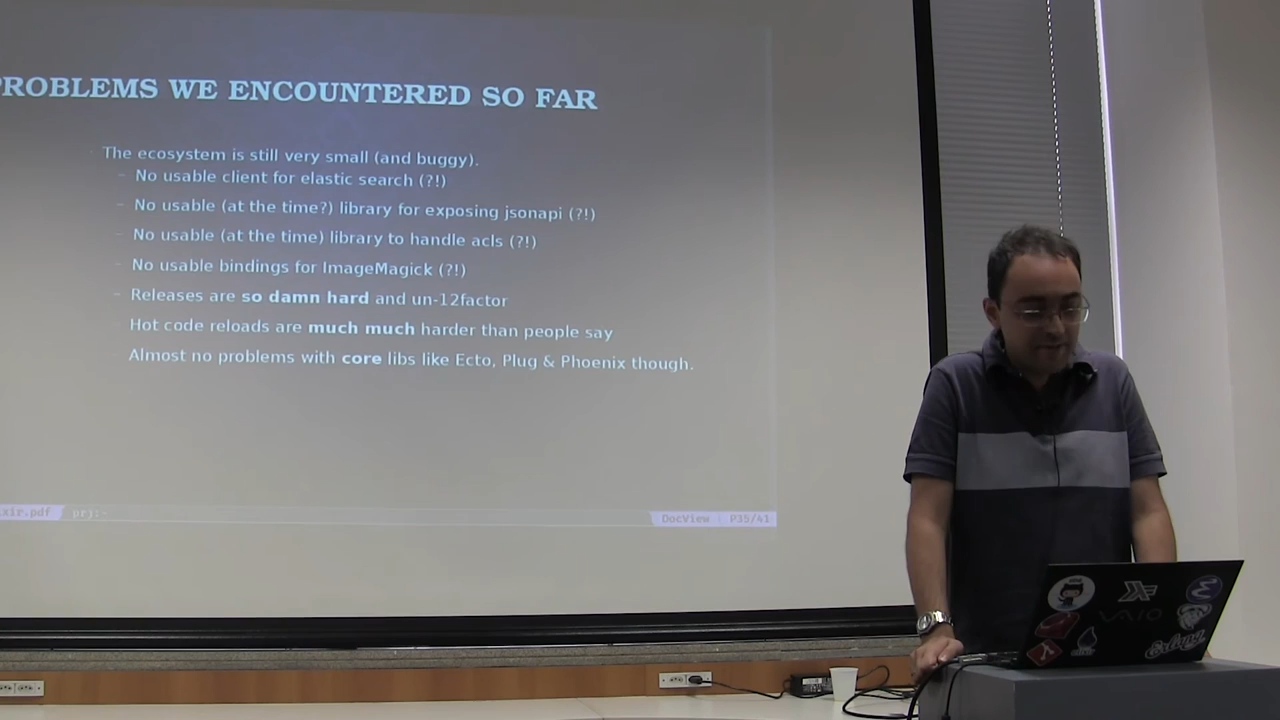 PROBLEMS WE ENCOUNTERED SO FAR
The ecosystem is still very small (and buggy).
– No usable client for elastic search (?!)
– No usable (at the time?) library for exposing jsonapi (?!)
– No usable (at the time) library to handle acls (?!)
– No usable bindings for ImageMagick (?!)
– Releases are so damn hard and un-12factor
Hot code reloads are much much harder than people say
Almost no problems with core libs like Ecto, Plug & Phoenix though.
xir.pdf prj:- DocView P35/41
VAIO
Erlang